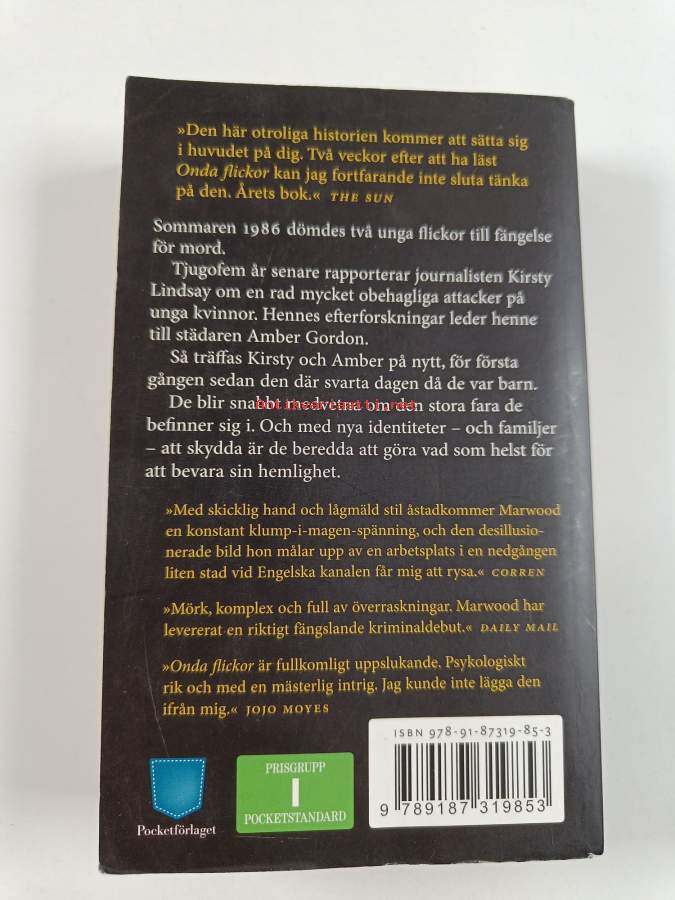 »Den här otroliga historien kommer att sätta sig
i huvudet på dig. Två veckor efter att ha läst
Onda flickor kan jag fortfarande inte sluta tänka
på den. Årets bok.« THE SUN
Sommaren 1986 dömdes två unga flickor till fängelse
för mord.
Tjugofem år senare rapporterar journalisten Kirsty
Lindsay om en rad mycket obehagliga attacker på
unga kvinnor. Hennes efterforskningar leder henne
till städaren Amber Gordon.
Så träffas Kirsty och Amber på nytt, för första
gången sedan den där svarta dagen då de var barn.
De blir snabbt medvetna om den stora fara de
befinner sig i. Och med nya identiteter – och familjer
– att skydda är de beredda att göra vad som helst för
att bevara sin hemlighet.
»Med skicklig hand och lågmäld stil åstadkommer Marwood
en konstant klump-i-magen-spänning, och den desillusio-
nerade bild hon målar upp av en arbetsplats i en nedgången
liten stad vid Engelska kanalen får mig att rysa.« CORREN
»Mörk, komplex och full av överraskningar. Marwood har
levererat en riktigt fängslande kriminaldebut.« DAILY MAIL
»Onda flickor är fullkomligt uppslukande. Psykologiskt
rik och med en mästerlig intrig. Jag kunde inte lägga den
ifrån mig.« JOJO MOYES
ISBN 978-91-87319-85-3
9 789187 319853
PRISGRUPP
I
POCKETSTANDARD
Pocketförlaget